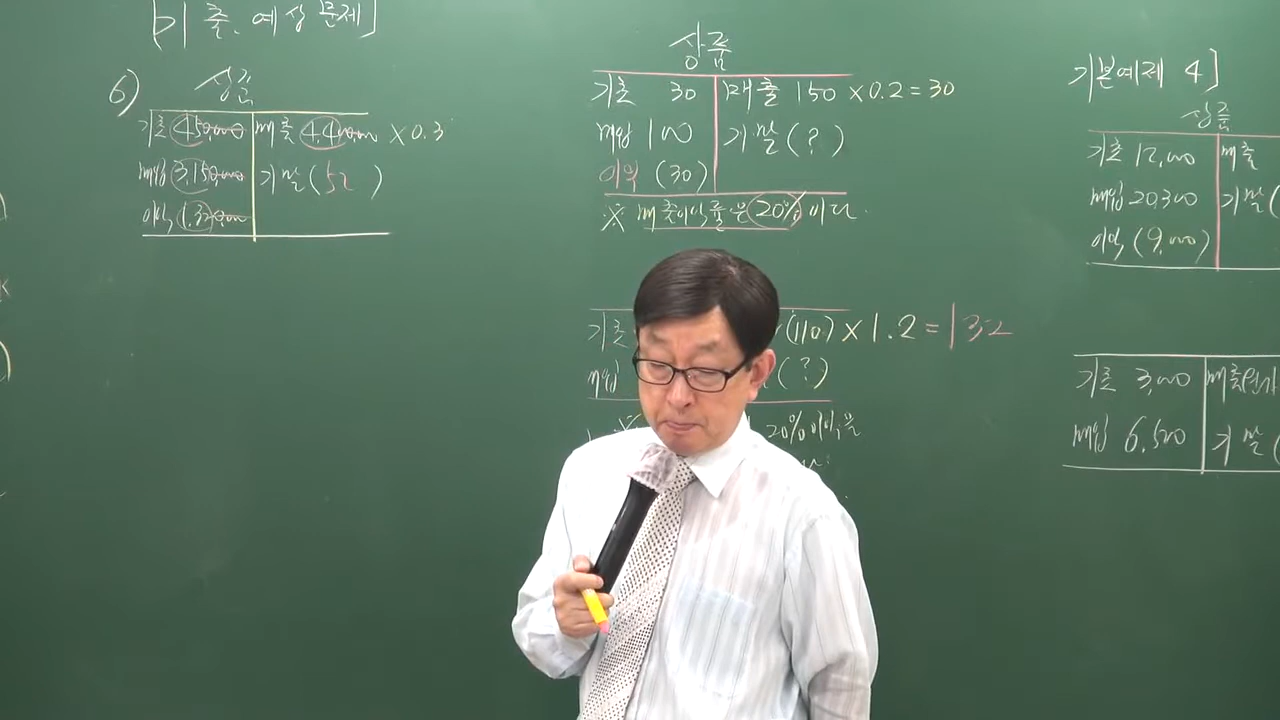 [기출.예상문제]
6) 상품
기초 450,000 매출 4,400,000 × 0.3
매입 3,150,000 기말 (52 )
이익 1,320,000
상품
기초 30 매출 150 × 0.2 = 30
매입 100 기말 (?)
이익 (30)
※ 매출이익률은 20% 이다.
기초 (110) × 1.2 = 132
매입 (?)
※ 20% 이익을
기본예제 4]
상품
기초 12,000 매출
매입 20,300 기말 (
이익 (9,000)
기초 3,000 매출원가
매입 6,500 기말 (